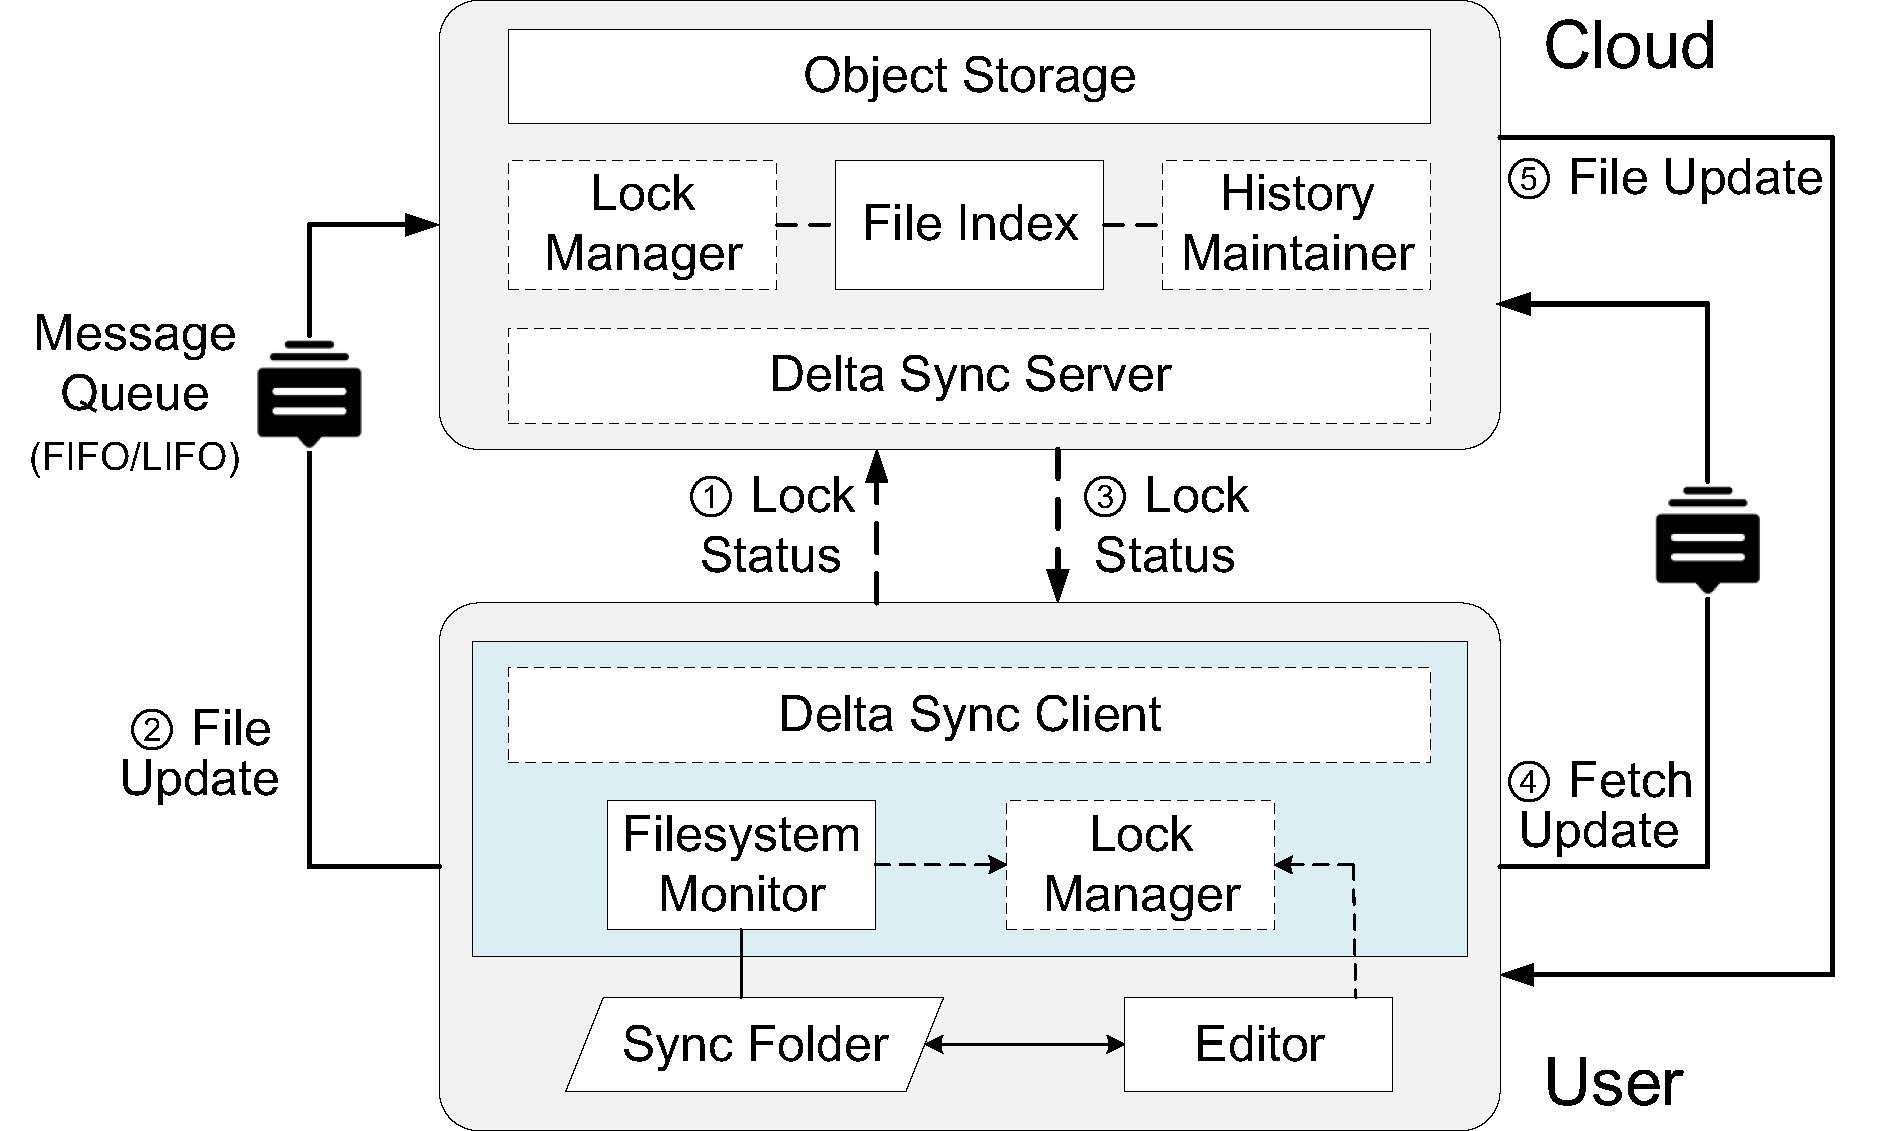 Cloud
Object Storage
Lock
Manager
File Index
History
Maintainer
Delta Sync Server
⑤ File Update
Message
Queue
(FIFO/LIFO)
① Lock
Status
③ Lock
Status
② File
Update
④ Fetch
Update
Delta Sync Client
Filesystem
Monitor
Lock
Manager
Sync Folder
Editor
User